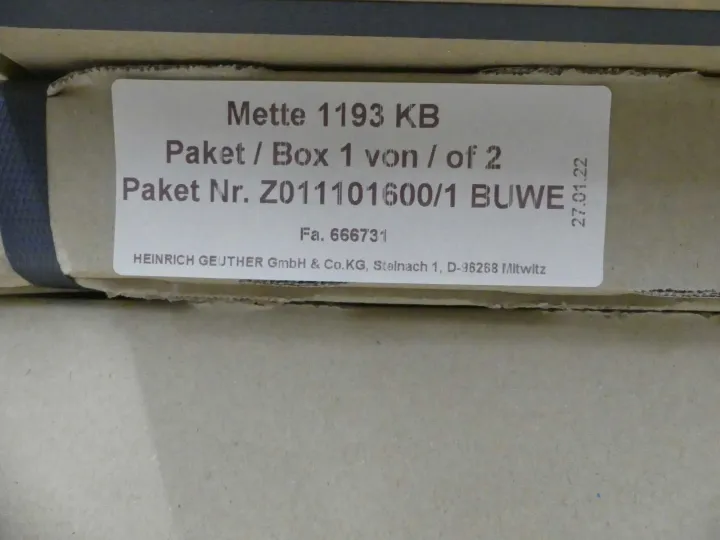 Mette 1193 KB
Paket / Box 1 von / of 2
Paket Nr. Z011101600/1 BUWE
27.01.22
Fa. 666731
HEINRICH GEUTHER GmbH & Co.KG, Steinach 1, D-96268 Mitwitz